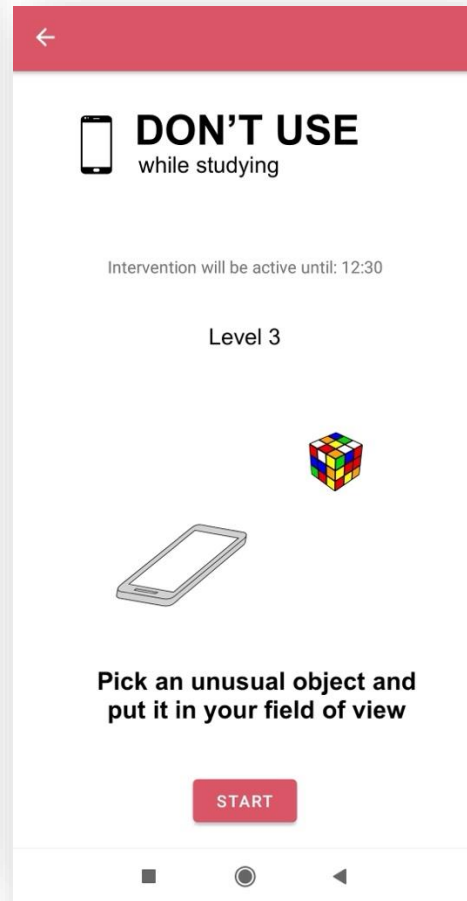 DON’T USE
while studying
Intervention will be active until: 12:30
Level 3
Pick an unusual object and
put it in your field of view
START